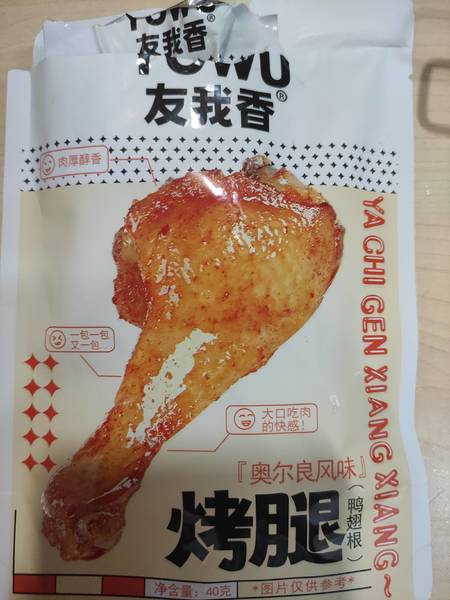 YOWU
友我香®
YOWU
友我香®
肉厚醇香
一包一包
又一包...
大口吃肉
的快感!
YA CHI GEN XIANG XIANG~
『奥尔良风味』
烤腿
(鸭翅根)
净含量: 40克
*图片仅供参考*